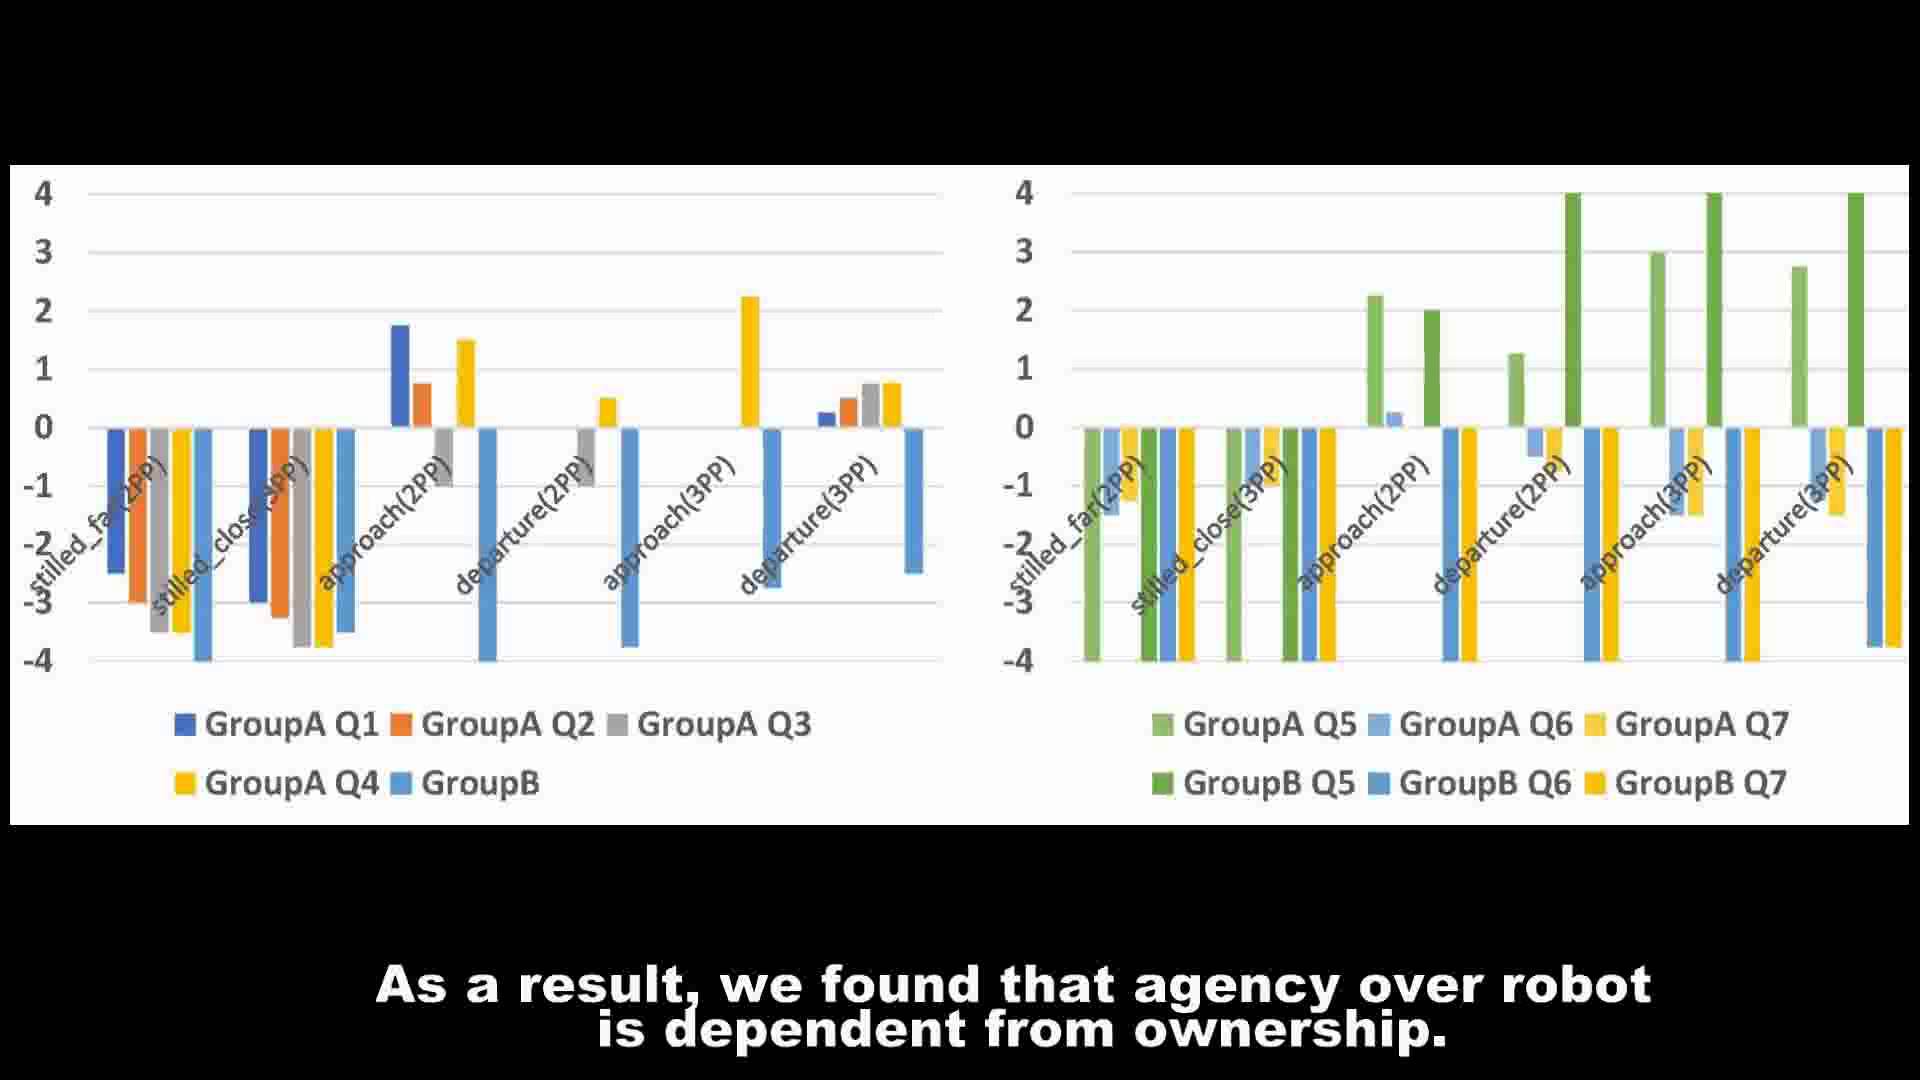 4
3
2
1
0
-1
-2
-3
-4
stilled_far(2PP)
stilled_close(3PP)
approach(2PP)
departure(2PP)
approach(3PP)
departure(3PP)
GroupA Q1 GroupA Q2 GroupA Q3
GroupA Q4 GroupB
4
3
2
1
0
-1
-2
-3
-4
stilled_far(2PP)
stilled_close(3PP)
approach(2PP)
departure(2PP)
approach(3PP)
departure(3PP)
GroupA Q5 GroupA Q6 GroupA Q7
GroupB Q5 GroupB Q6 GroupB Q7
As a result, we found that agency over robot
is dependent from ownership.